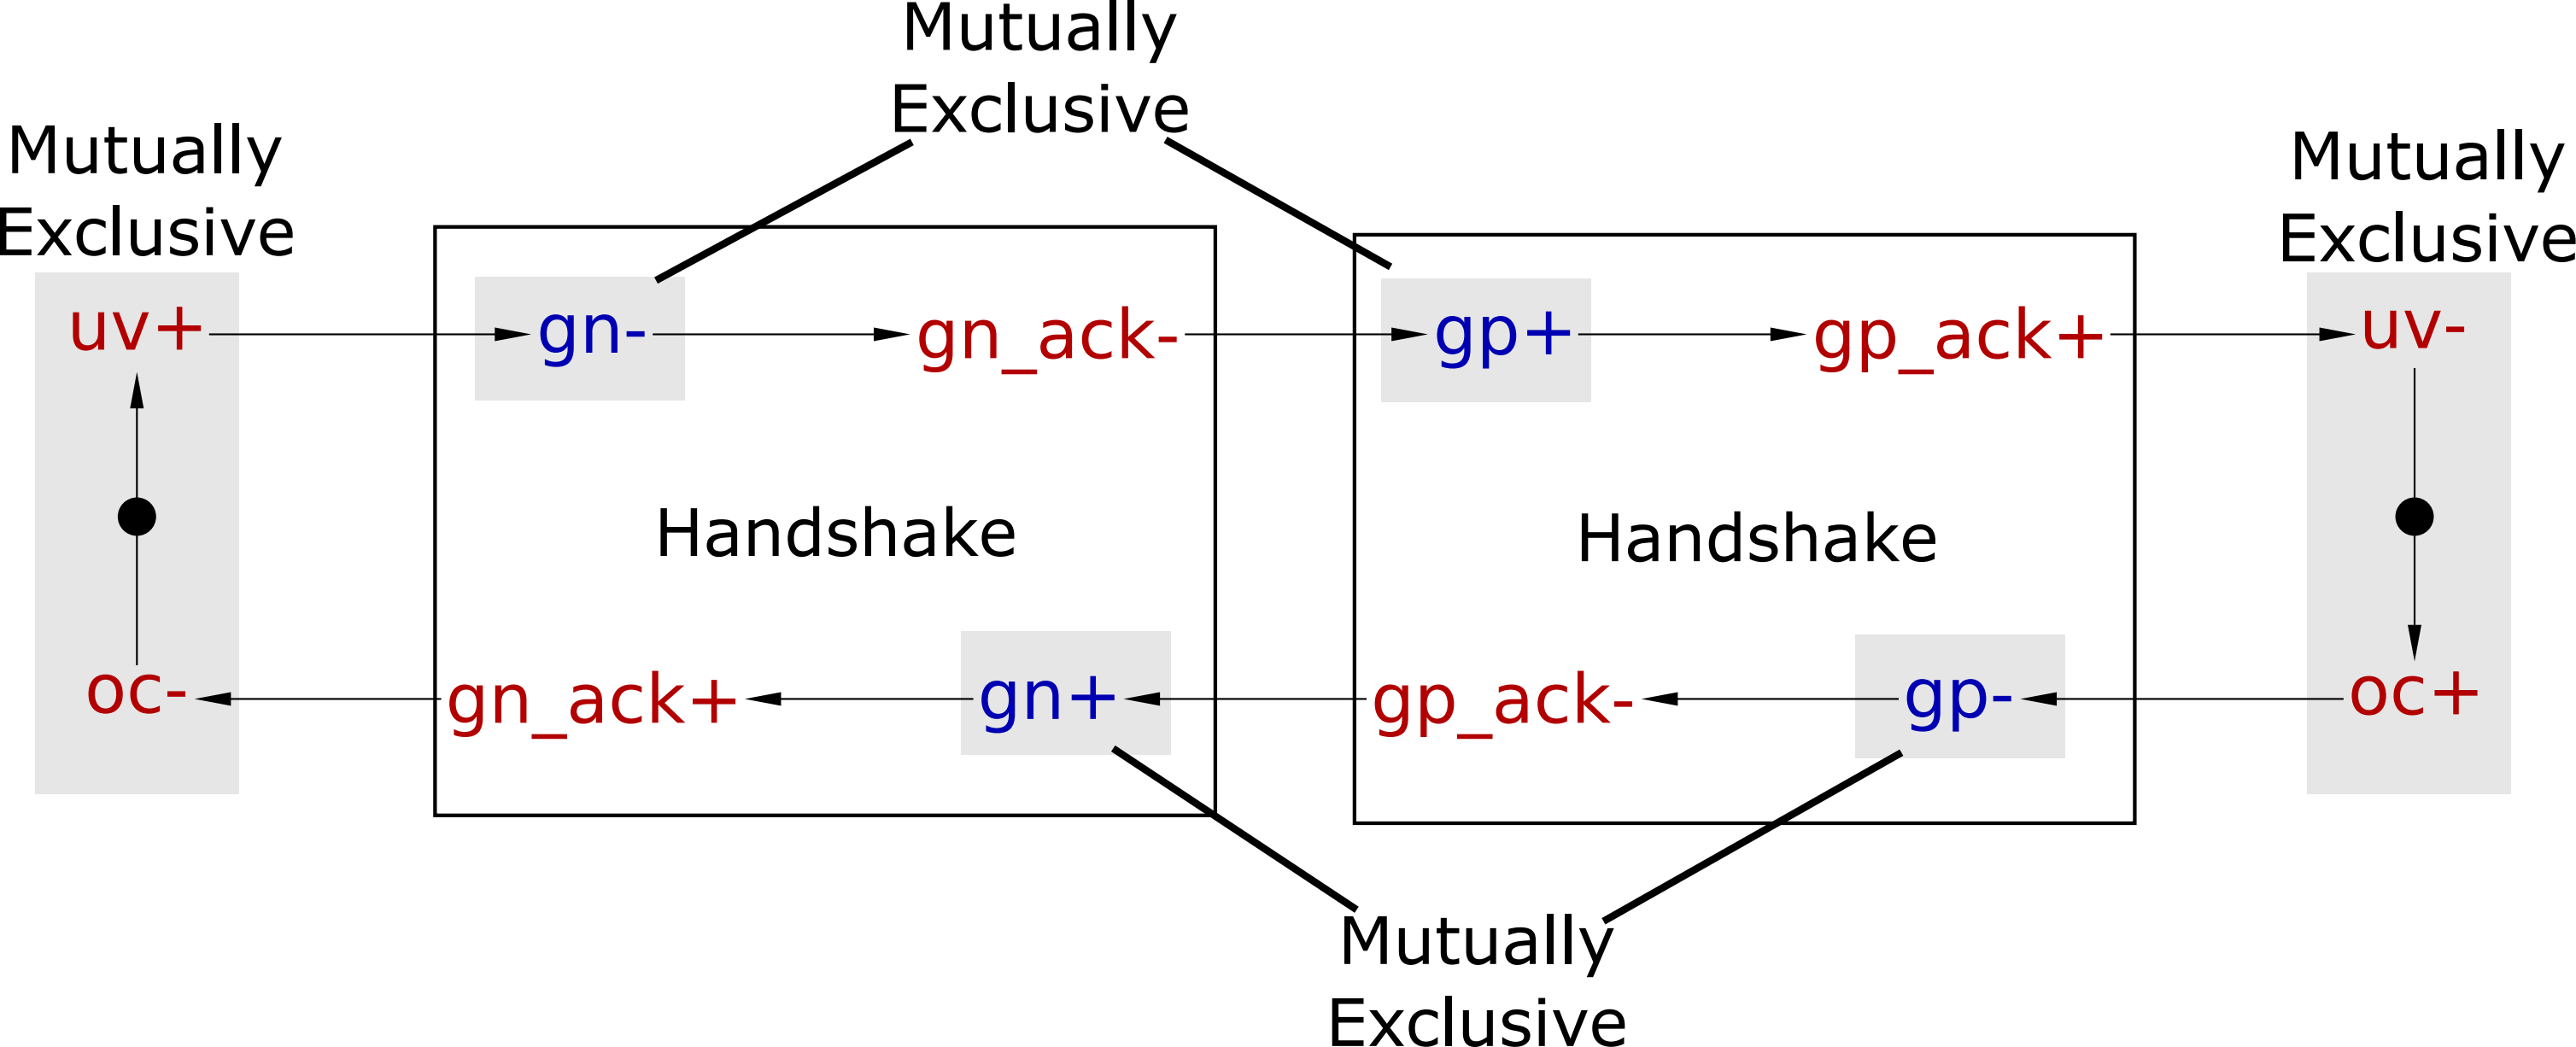 Mutually
Exclusive
Mutually
Exclusive
Mutually
Exclusive
uv+
gn-
gn_ack-
gp+
gp_ack+
uv-
Handshake
Handshake
oc-
gn_ack+
gn+
gp_ack-
gp-
oc+
Mutually
Exclusive